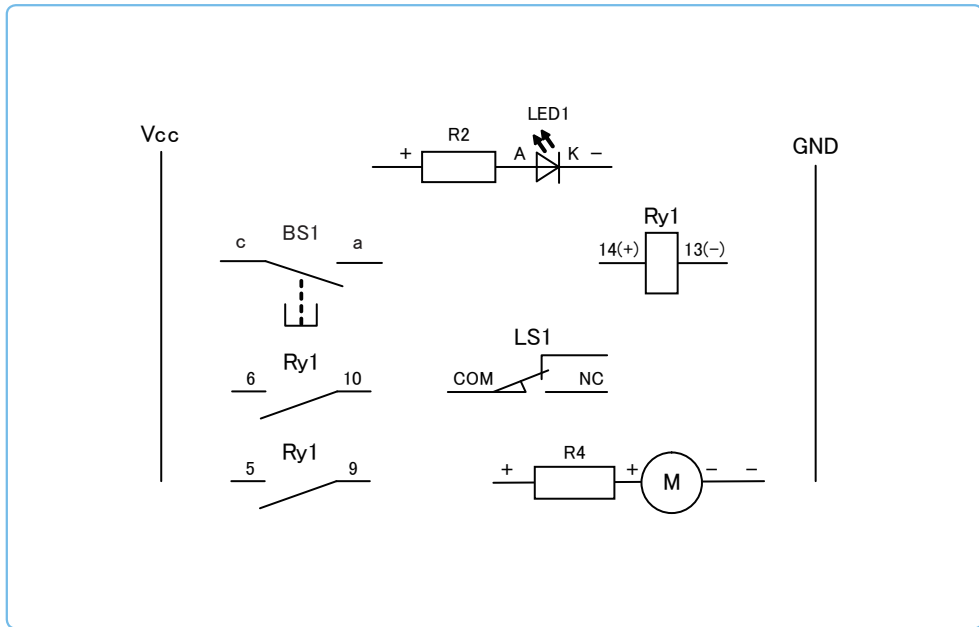 LED1
Vcc
R2
GND
+
A
K
−
Ry1
BS1
c
a
14(+)
13(−)
LS1
Ry1
6
10
COM
NC
Ry1
R4
5
9
+
+
M
−
−